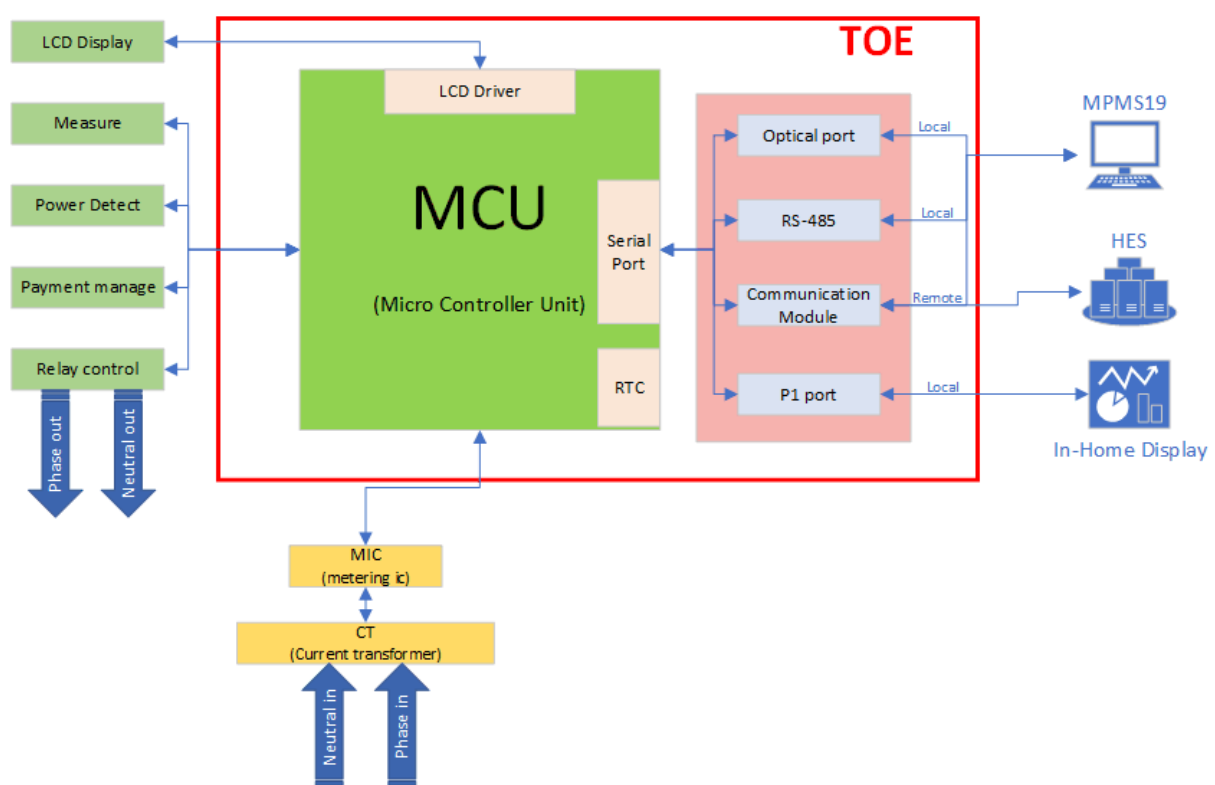 TOE
LCD Display
Measure
Power Detect
Payment manage
Relay control
Phase out
Neutral out
LCD Driver
MCU
(Micro Controller Unit)
Serial
Port
RTC
Optical port
RS-485
Communication
Module
P1 port
Local
Local
Remote
Local
MPMS19
HES
In-Home Display
MIC
(metering ic)
CT
(Current transformer)
Neutral in
Phase in